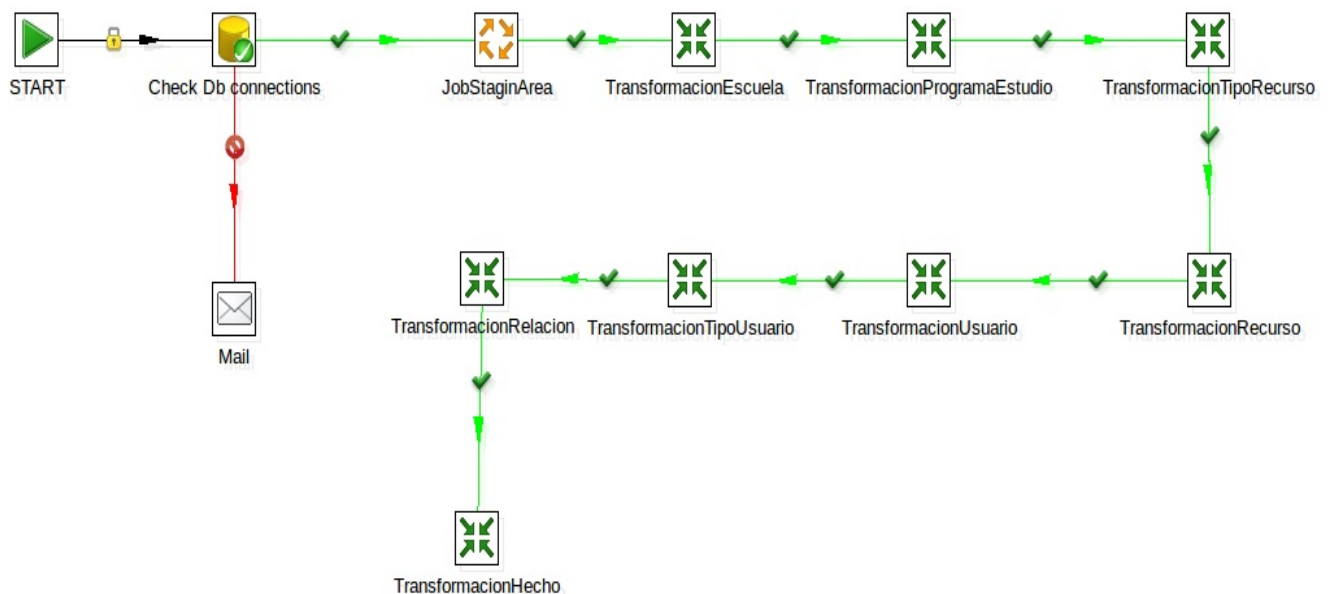 START
Check Db connections
JobStaginArea
TransformacionEscuela
TransformacionProgramaEstudio
TransformacionTipoRecurso
TransformacionRelacion
TransformacionTipoUsuario
TransformacionUsuario
TransformacionRecurso
Mail
TransformacionHecho